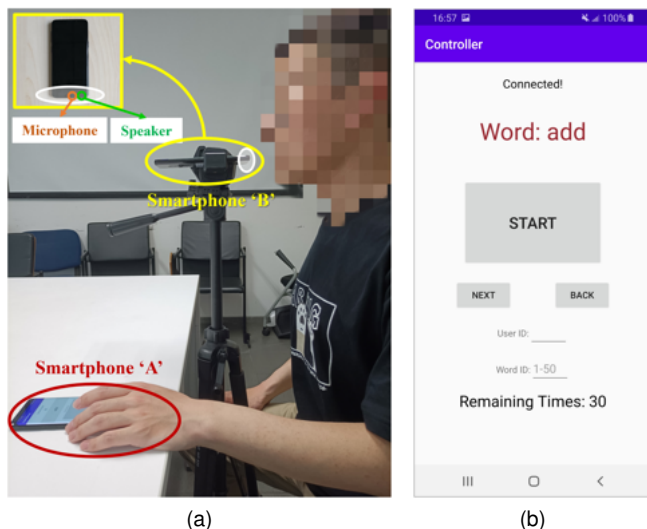 Microphone
Speaker
Smartphone ‘B’
Smartphone ‘A’
(a)
16:57
100%
Controller
Connected!
Word: add
START
NEXT
BACK
User ID:
Word ID: 1-50
Remaining Times: 30
(b)